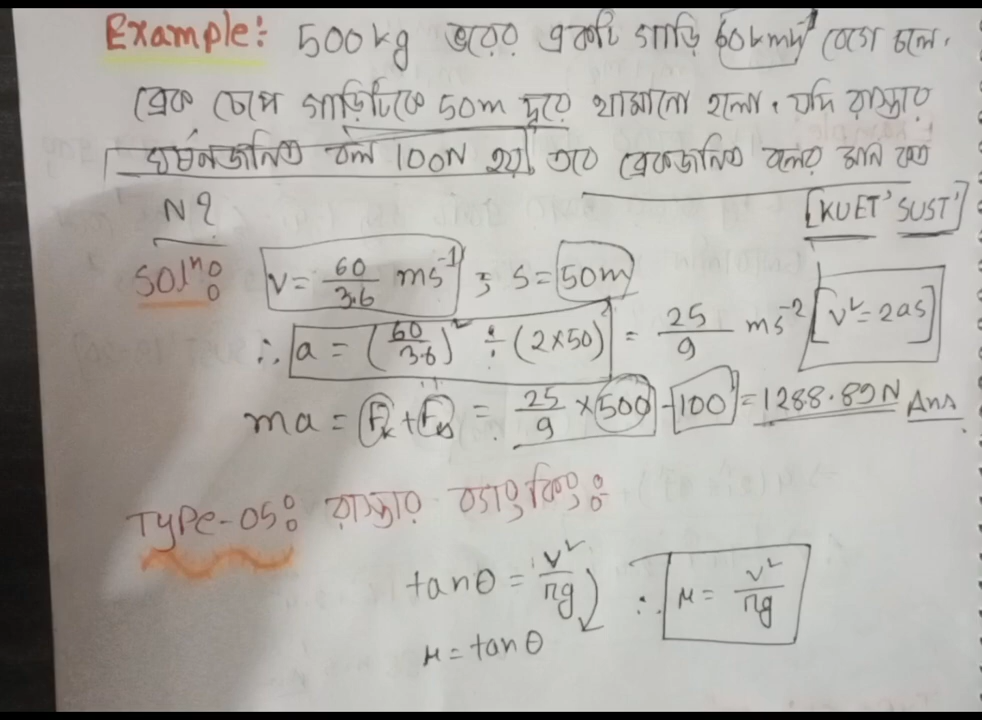 Example: 500kg ভরের একটি গাড়ি 60kmh⁻¹ বেগে চলে.
ব্রেক চেপে গাড়িটিকে 50m দূরে থামানো হলো. যদি রাস্তার
ঘর্ষনজনিত বল 100N হয় তবে ব্রেকজনিত বলের মান কত
N? [KUET' SUST']
Solⁿ: v = 60/3.6 ms⁻¹ ; s = 50m
∴ a = (60/3.6)² ÷ (2×50) = 25/9 ms⁻² [v² = 2as]
ma = Fₖ + = 25/9 × 500 - 100 = 1288.89N Ans
TYPE-05: রাস্তার
tanθ = v²/rg ∴ μ = v²/rg
μ = tanθ